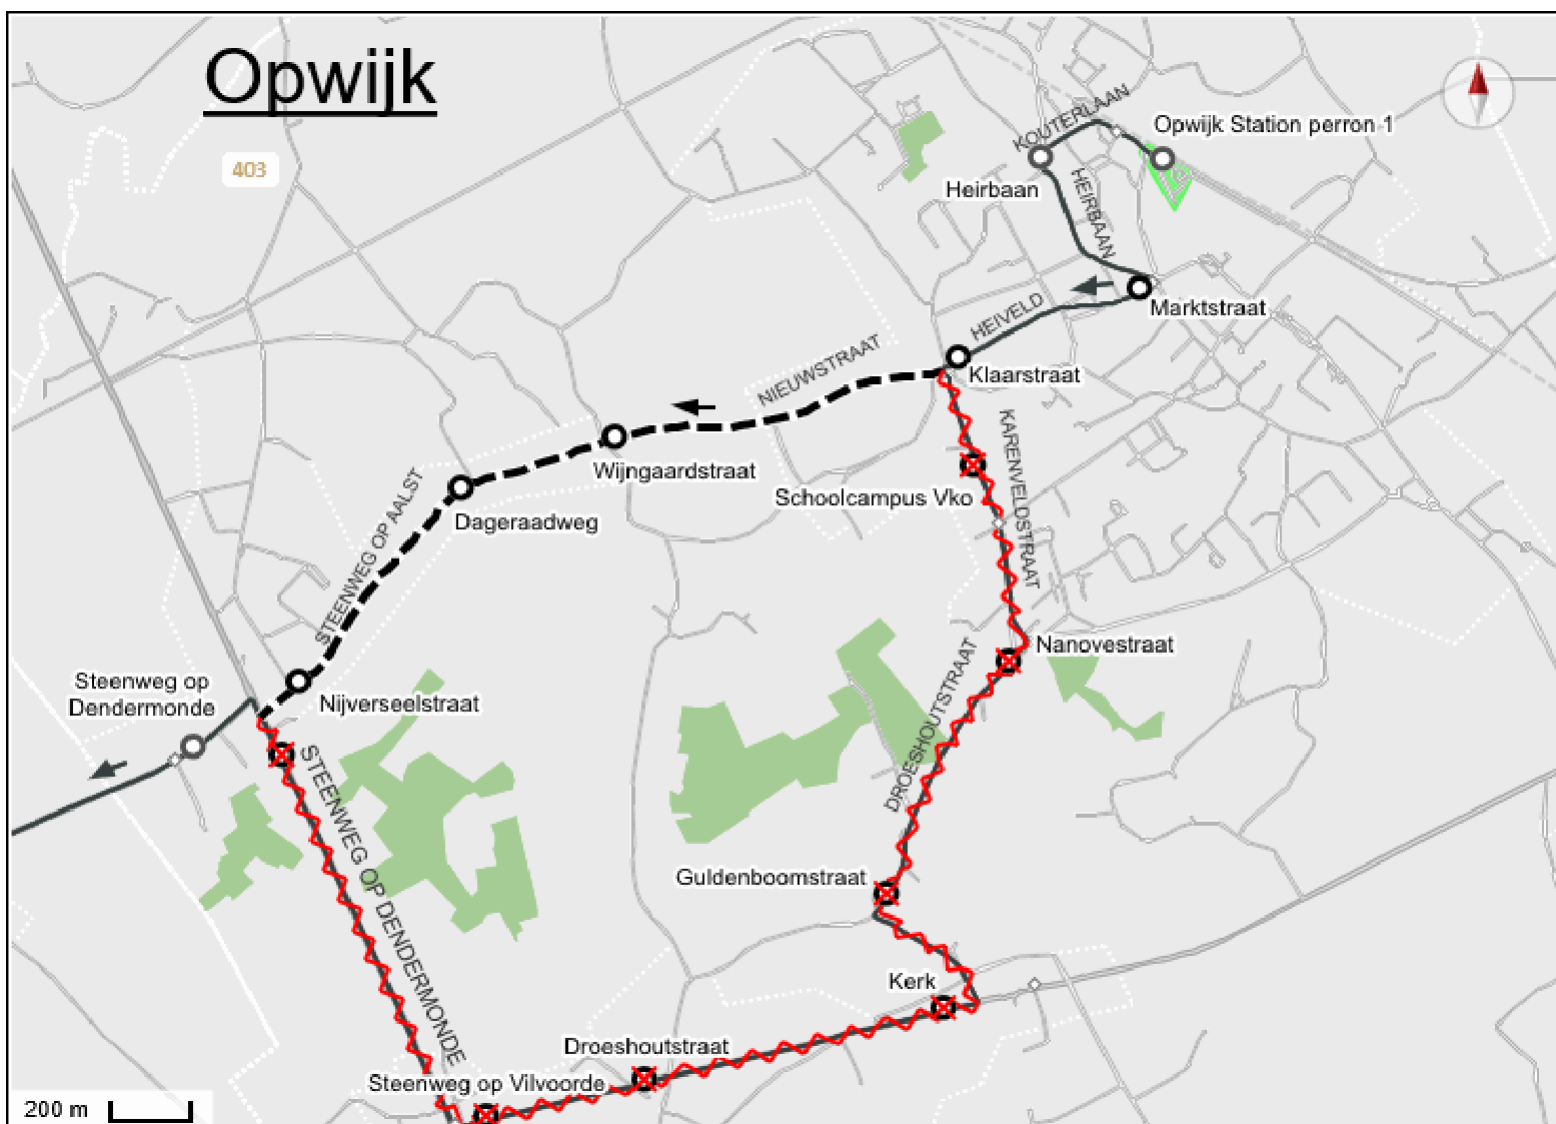 Opwijk
403
KOUTERLAAN
Opwijk Station perron 1
Heirbaan
HEIRBAAN
Marktstraat
HEIVELD
NIEUWSTRAAT
Klaarstraat
KARENVELDSTRAAT
Wijngaardstraat
Schoolcampus Vko
STEENWEG OP AALST
Dageraadweg
Nanovestraat
Steenweg op
Dendermonde
Nijverseelstraat
DROESHOUTSTRAAT
STEENWEG OP DENDERMONDE
Guldenboomstraat
Kerk
Droeshoutstraat
Steenweg op Vilvoorde
200 m